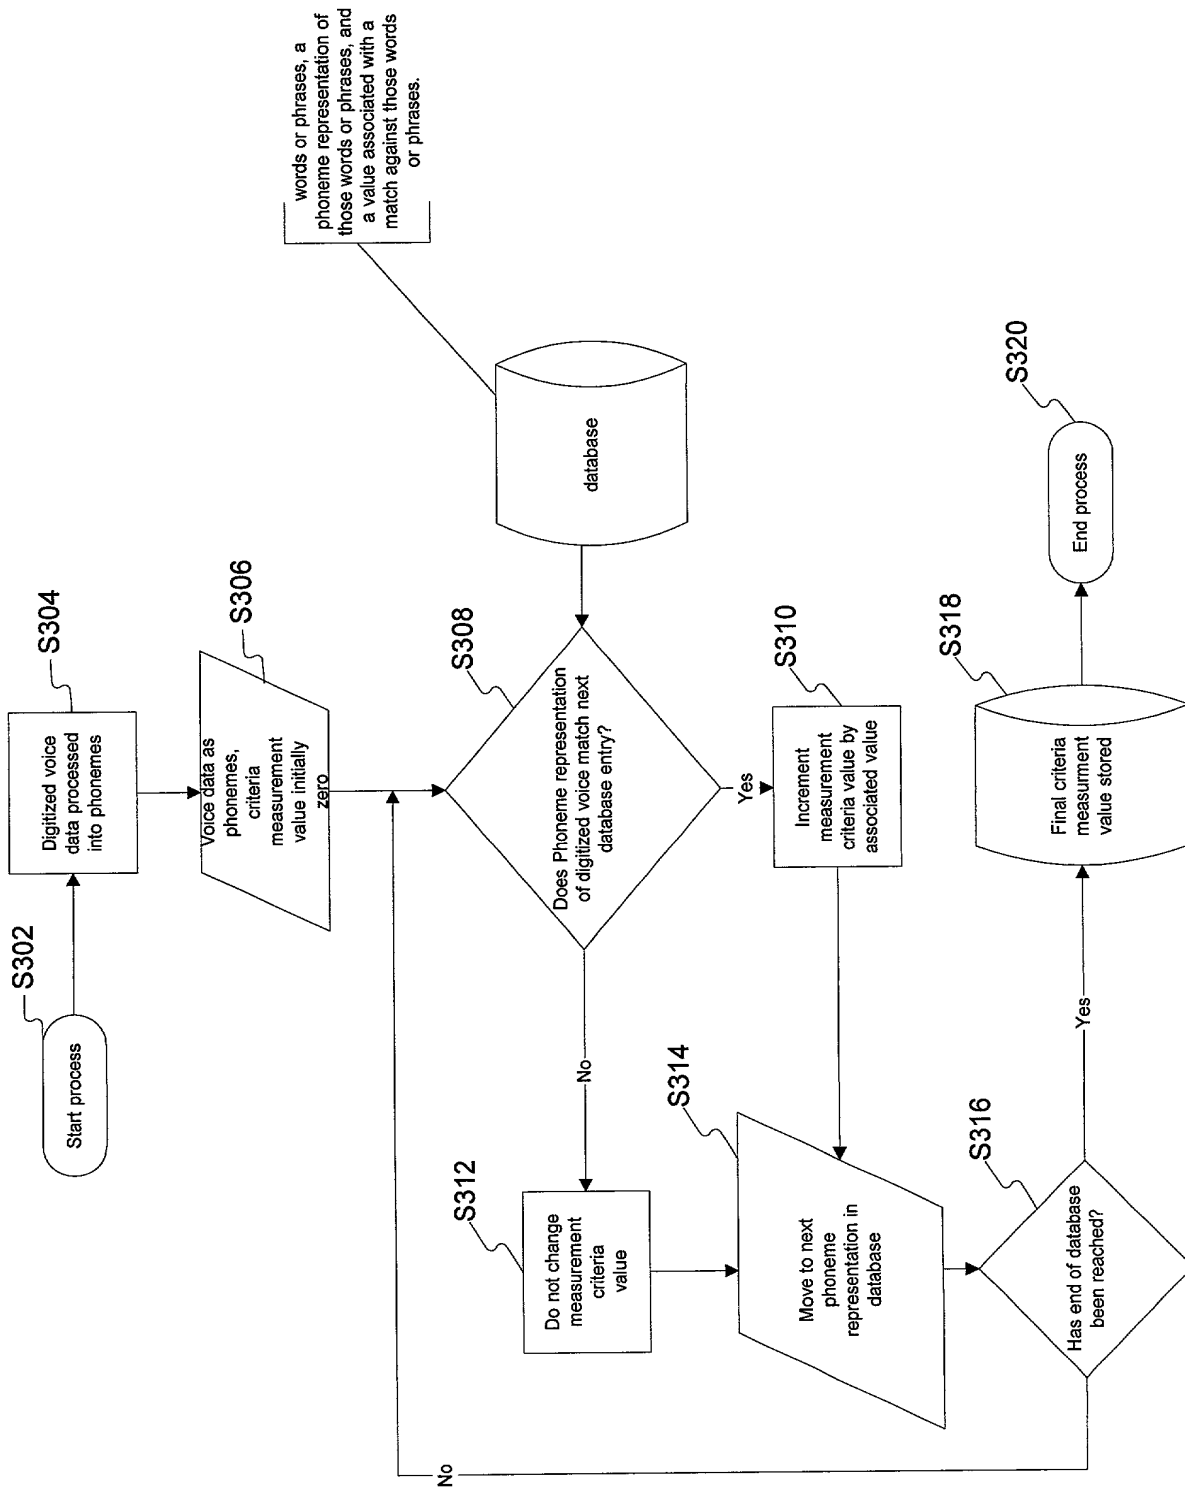 S302
Start process
S304
Digitized voice
data processed
into phonemes
S306
Voice data as
phonemes,
criteria
measurement
value initially
zero
words or phrases, a
phoneme representation of
those words or phrases, and
a value associated with a
match against those words
or phrases.
database
S308
Does Phoneme representation
of digitized voice match next
database entry?
No
Yes
S310
Increment
measurement
criteria value by
associated value
S312
Do not change
measurement
criteria
value
S314
Move to next
phoneme
representation in
database
S316
Has end of database
been reached?
No
Yes
S318
Final criteria
measurment
value stored
S320
End process